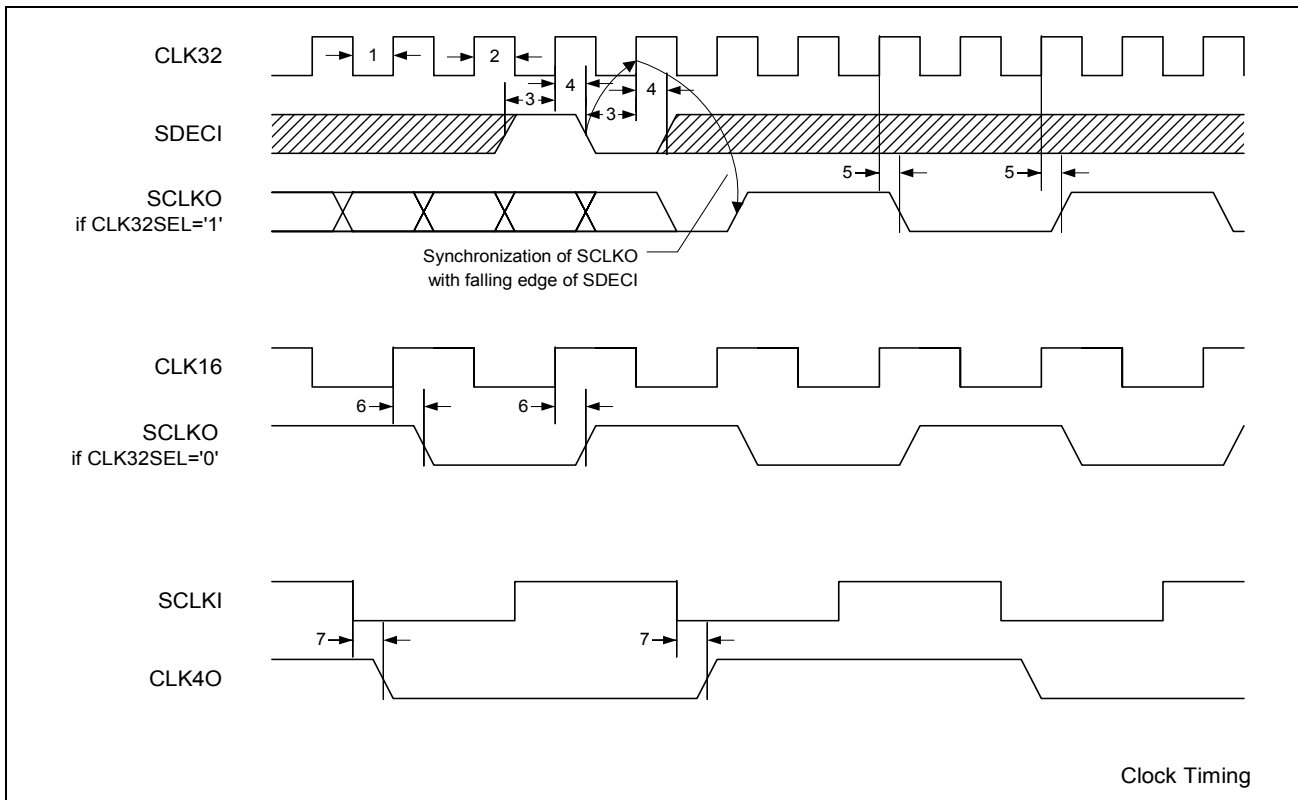 CLK32
1
2
4
4
3
3
SDECI
5
5
SCLKO
if CLK32SEL='1'
Synchronization of SCLKO
with falling edge of SDECI
CLK16
6
6
SCLKO
if CLK32SEL='0'
SCLKI
7
7
CLK4O
Clock Timing